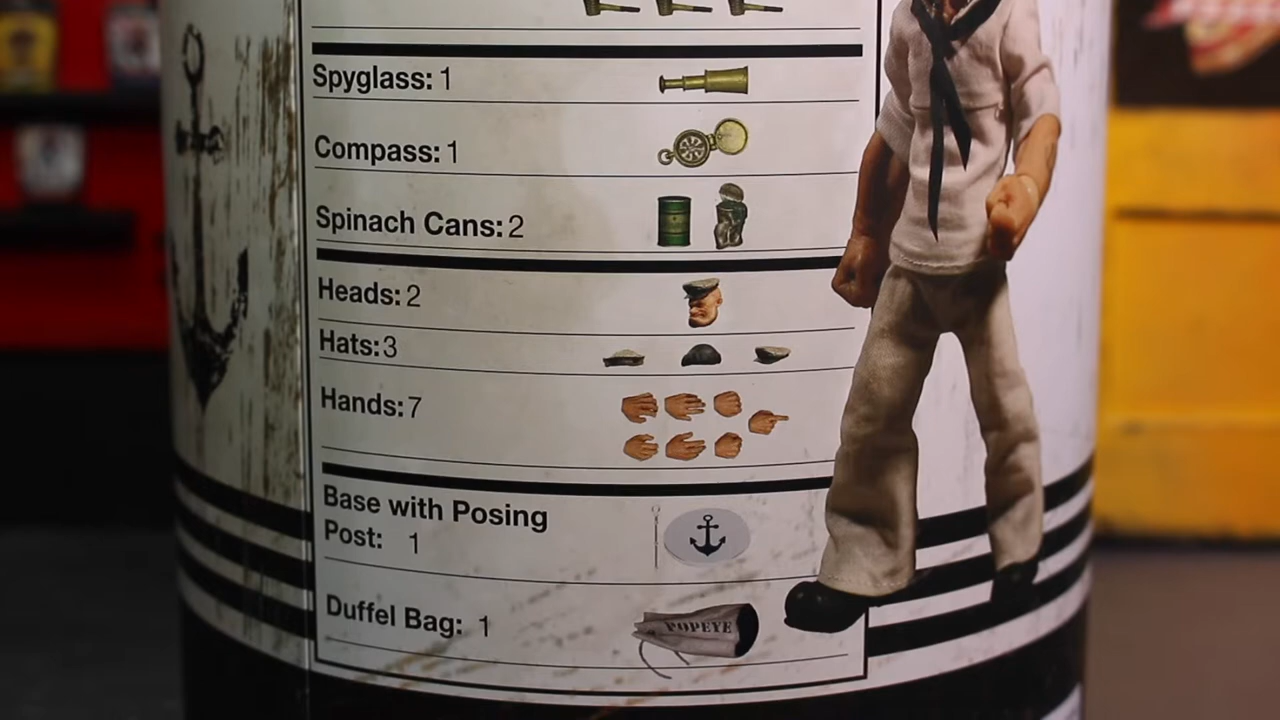 Spyglass: 1
Compass: 1
Spinach Cans: 2
Heads: 2
Hats: 3
Hands: 7
Base with Posing
Post: 1
Duffel Bag: 1
POPEYE